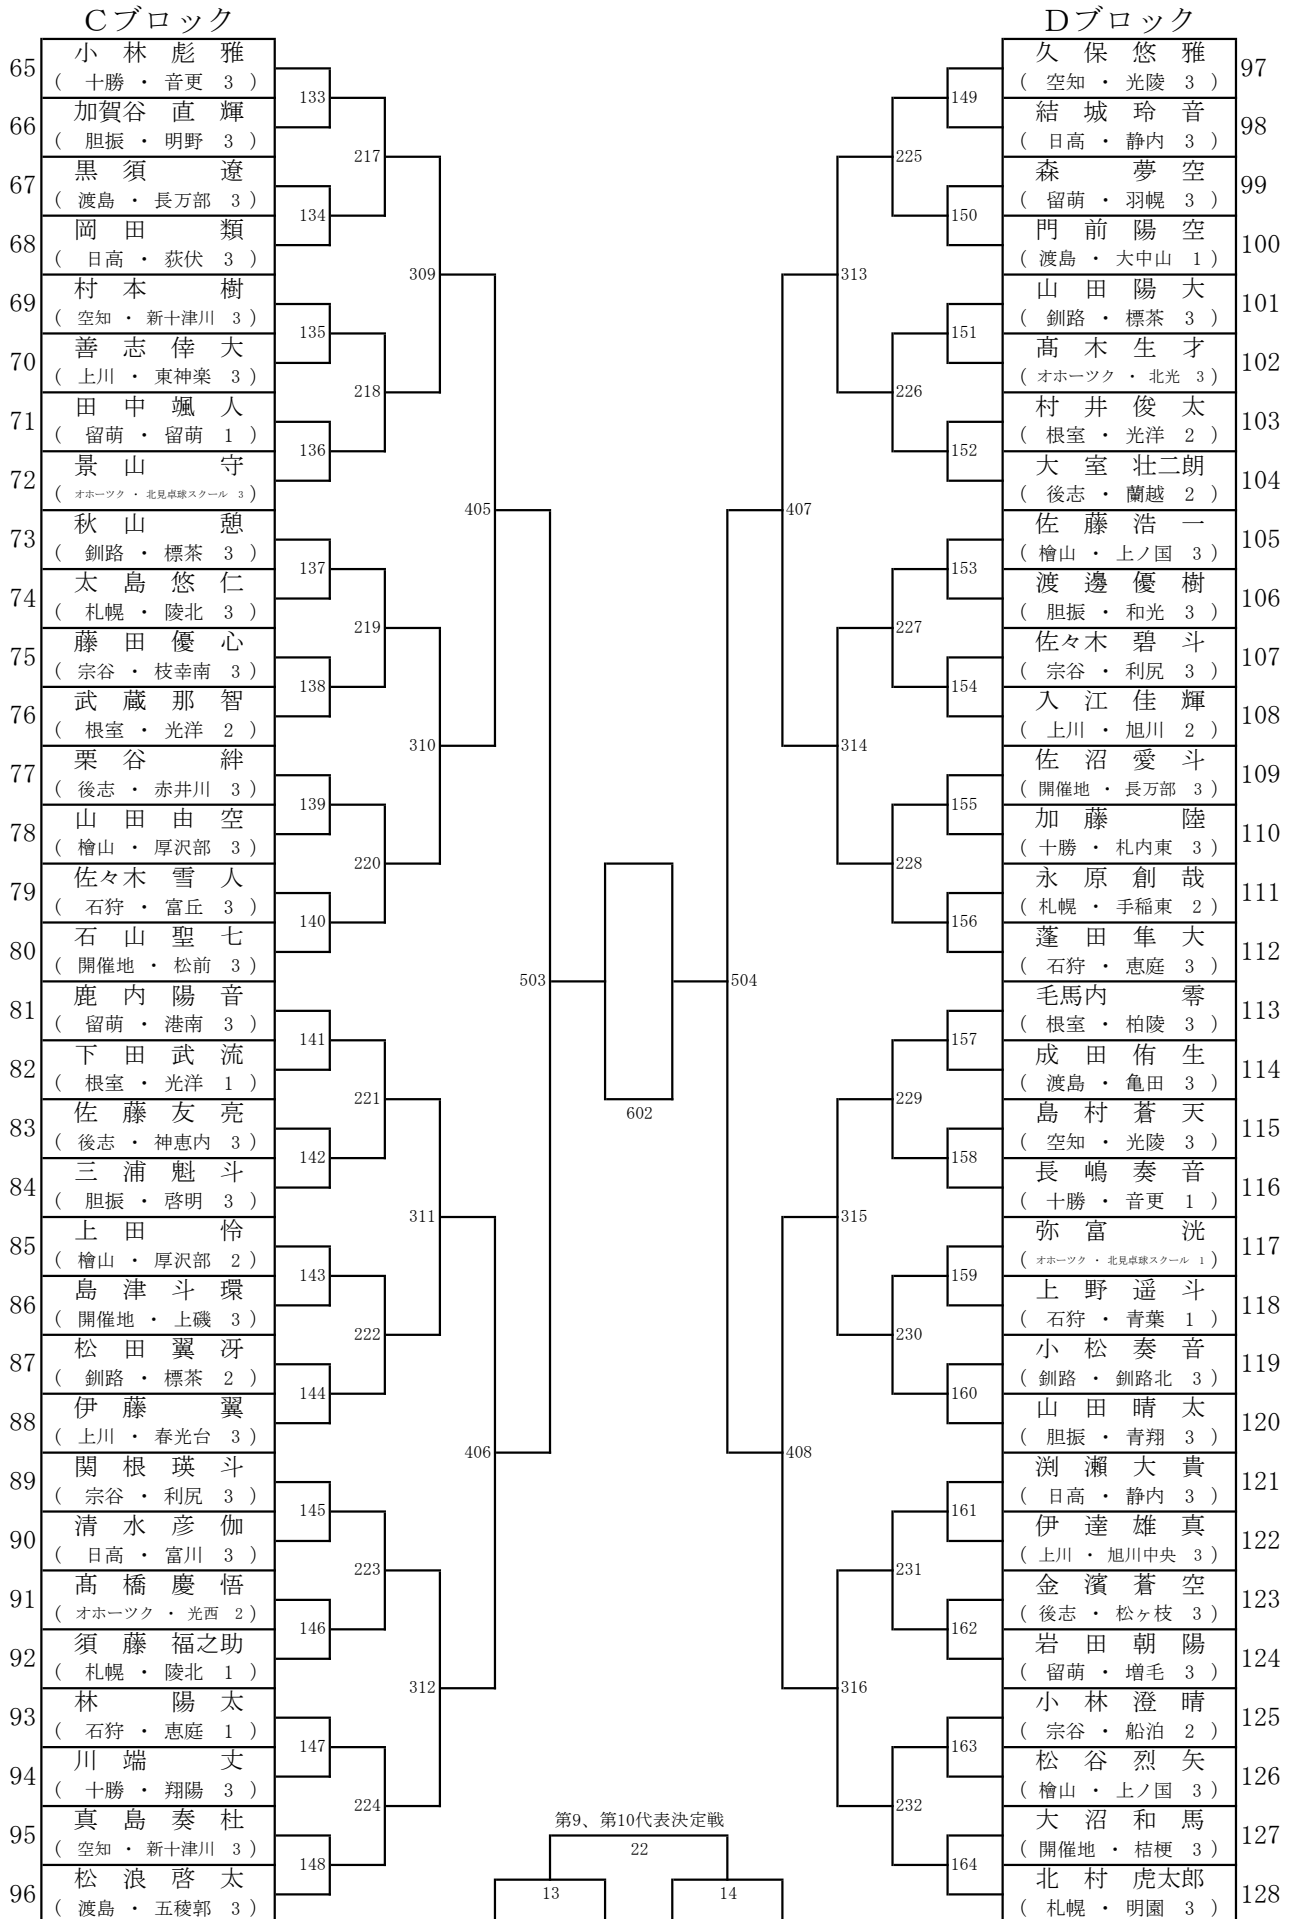 Cブロック
65 小林彪雅
( 十勝 ・ 音更 3 )
66 加賀谷直輝
( 胆振 ・ 明野 3 )
67 黒須遼
( 渡島 ・ 長万部 3 )
68 岡田類
( 日高 ・ 荻伏 3 )
69 村本樹
( 空知 ・ 新十津川 3 )
70 善志倖大
( 上川 ・ 東神楽 3 )
71 田中颯人
( 留萌 ・ 留萌 1 )
72 景山守
( オホーツク ・ 北見卓球スクール 3 )
73 秋山憩
( 釧路 ・ 標茶 3 )
74 太島悠仁
( 札幌 ・ 陵北 3 )
75 藤田優心
( 宗谷 ・ 枝幸南 3 )
76 武蔵那智
( 根室 ・ 光洋 2 )
77 栗谷絆
( 後志 ・ 赤井川 3 )
78 山田由空
( 檜山 ・ 厚沢部 3 )
79 佐々木雪人
( 石狩 ・ 富丘 3 )
80 石山聖七
( 開催地 ・ 松前 3 )
81 鹿内陽音
( 留萌 ・ 港南 3 )
82 下田武流
( 根室 ・ 光洋 1 )
83 佐藤友亮
( 後志 ・ 神恵内 3 )
84 三浦魁斗
( 胆振 ・ 啓明 3 )
85 上田怜
( 檜山 ・ 厚沢部 2 )
86 島津斗環
( 開催地 ・ 上磯 3 )
87 松田翼冴
( 釧路 ・ 標茶 2 )
88 伊藤翼
( 上川 ・ 春光台 3 )
89 関根瑛斗
( 宗谷 ・ 利尻 3 )
90 清水彦伽
( 日高 ・ 富川 3 )
91 髙橋慶悟
( オホーツク ・ 光西 2 )
92 須藤福之助
( 札幌 ・ 陵北 1 )
93 林陽太
( 石狩 ・ 恵庭 1 )
94 川端丈
( 十勝 ・ 翔陽 3 )
95 真島奏杜
( 空知 ・ 新十津川 3 )
96 松浪啓太
( 渡島 ・ 五稜郭 3 )
133
134
135
136
137
138
139
140
141
142
143
144
145
146
147
148
217
218
219
220
221
222
223
224
309
310
311
312
405
406
503
602
504
407
408
313
314
315
316
225
226
227
228
229
230
231
232
149
150
151
152
153
154
155
156
157
158
159
160
161
162
163
164
Dブロック
久保悠雅 97
( 空知 ・ 光陵 3 )
結城玲音 98
( 日高 ・ 静内 3 )
森夢空 99
( 留萌 ・ 羽幌 3 )
門前陽空 100
( 渡島 ・ 大中山 1 )
山田陽大 101
( 釧路 ・ 標茶 3 )
髙木生才 102
( オホーツク ・ 北光 3 )
村井俊太 103
( 根室 ・ 光洋 2 )
大室壮二朗 104
( 後志 ・ 蘭越 2 )
佐藤浩一 105
( 檜山 ・ 上ノ国 3 )
渡邊優樹 106
( 胆振 ・ 和光 3 )
佐々木碧斗 107
( 宗谷 ・ 利尻 3 )
入江佳輝 108
( 上川 ・ 旭川 2 )
佐沼愛斗 109
( 開催地 ・ 長万部 3 )
加藤陸 110
( 十勝 ・ 札内東 3 )
永原創哉 111
( 札幌 ・ 手稲東 2 )
蓬田隼大 112
( 石狩 ・ 恵庭 3 )
毛馬内零 113
( 根室 ・ 柏陵 3 )
成田侑生 114
( 渡島 ・ 亀田 3 )
島村蒼天 115
( 空知 ・ 光陵 3 )
長嶋奏音 116
( 十勝 ・ 音更 1 )
弥富洸 117
( オホーツク ・ 北見卓球スクール 1 )
上野遥斗 118
( 石狩 ・ 青葉 1 )
小松奏音 119
( 釧路 ・ 釧路北 3 )
山田晴太 120
( 胆振 ・ 青翔 3 )
渕瀬大貴 121
( 日高 ・ 静内 3 )
伊達雄真 122
( 上川 ・ 旭川中央 3 )
金濱蒼空 123
( 後志 ・ 松ヶ枝 3 )
岩田朝陽 124
( 留萌 ・ 増毛 3 )
小林澄晴 125
( 宗谷 ・ 船泊 2 )
松谷烈矢 126
( 檜山 ・ 上ノ国 3 )
大沼和馬 127
( 開催地 ・ 桔梗 3 )
北村虎太郎 128
( 札幌 ・ 明園 3 )
第9、第10代表決定戦
22
13
14